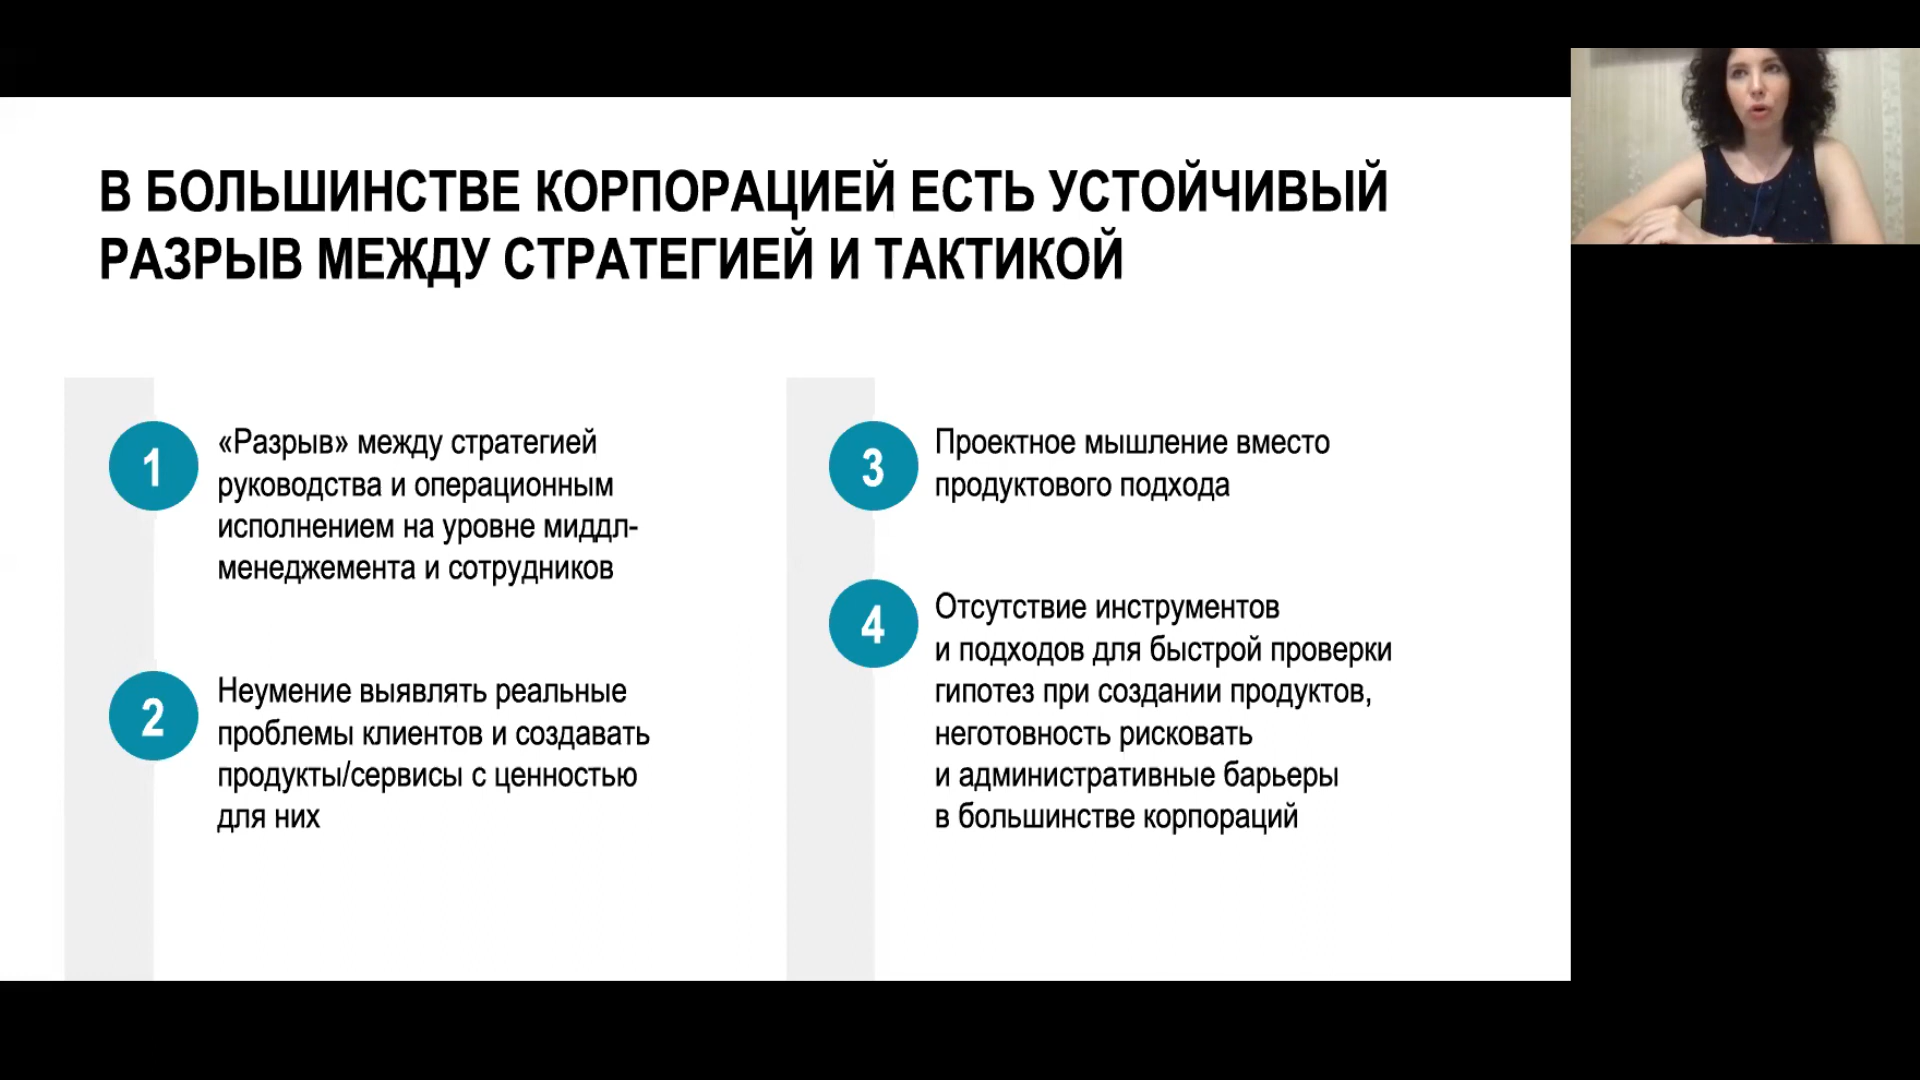 В БОЛЬШИНСТВЕ КОРПОРАЦИЕЙ ЕСТЬ УСТОЙЧИВЫЙ
РАЗРЫВ МЕЖДУ СТРАТЕГИЕЙ И ТАКТИКОЙ
1
«Разрыв» между стратегией
руководства и операционным
исполнением на уровне миддл-
менеджемента и сотрудников
2
Неумение выявлять реальные
проблемы клиентов и создавать
продукты/сервисы с ценностью
для них
3
Проектное мышление вместо
продуктового подхода
4
Отсутствие инструментов
и подходов для быстрой проверки
гипотез при создании продуктов,
неготовность рисковать
и административные барьеры
в большинстве корпораций